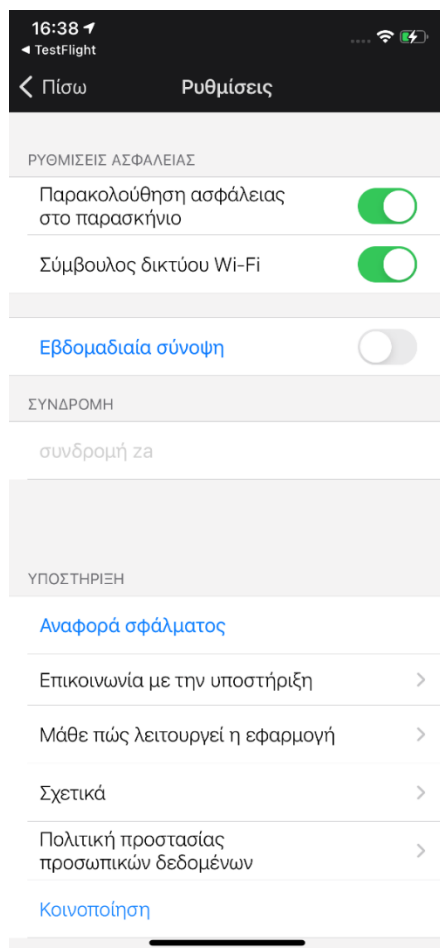 16:38
◀ TestFlight
Πίσω
Ρυθμίσεις
ΡΥΘΜΙΣΕΙΣ ΑΣΦΑΛΕΙΑΣ
Παρακολούθηση ασφάλειας
στο παρασκήνιο
Σύμβουλος δικτύου Wi-Fi
Εβδομαδιαία σύνοψη
ΣΥΝΔΡΟΜΗ
συνδρομή za
ΥΠΟΣΤΗΡΙΞΗ
Αναφορά σφάλματος
Επικοινωνία με την υποστήριξη
Μάθε πώς λειτουργεί η εφαρμογή
Σχετικά
Πολιτική προστασίας
προσωπικών δεδομένων
Κοινοποίηση